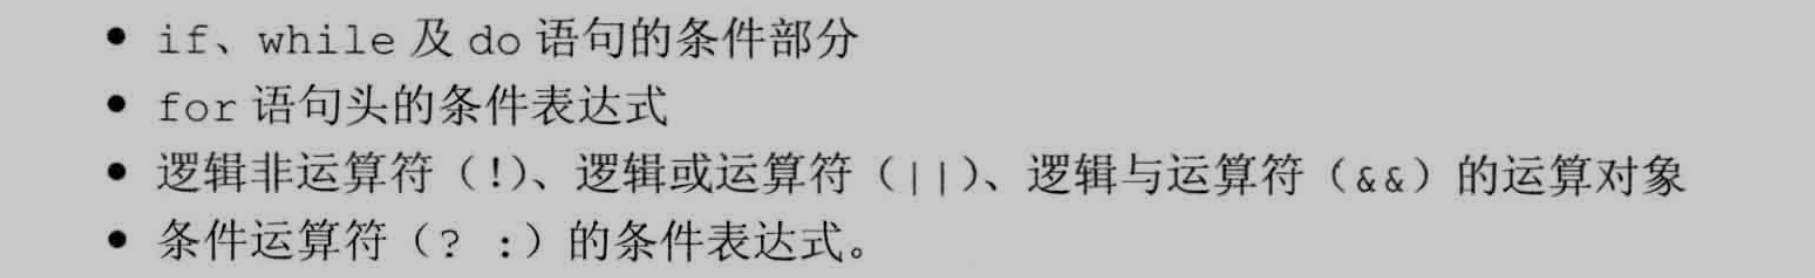 • if、while 及 do 语句的条件部分
• for 语句头的条件表达式
• 逻辑非运算符（!）、逻辑或运算符（||）、逻辑与运算符（&&）的运算对象
• 条件运算符（? :）的条件表达式。